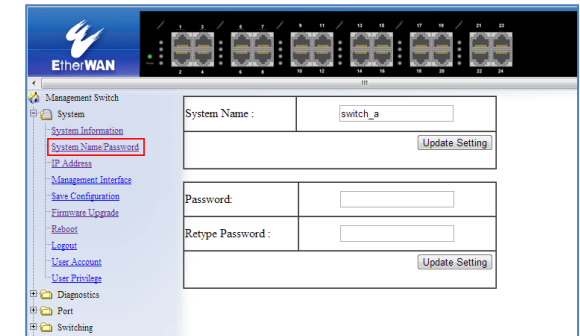 1 3 5 7 9 11 13 15 17 19 21 23
EtherWAN
2 4 6 8 10 12 14 16 18 20 22 24
Management Switch
System
System Name :
switch_a
System Information
System Name/Password
Update Setting
IP Address
Management Interface
Save Configuration
Password:
Firmware Upgrade
Reboot
Retype Password :
Logout
User Account
Update Setting
User Privilege
Diagnostics
Port
Switching